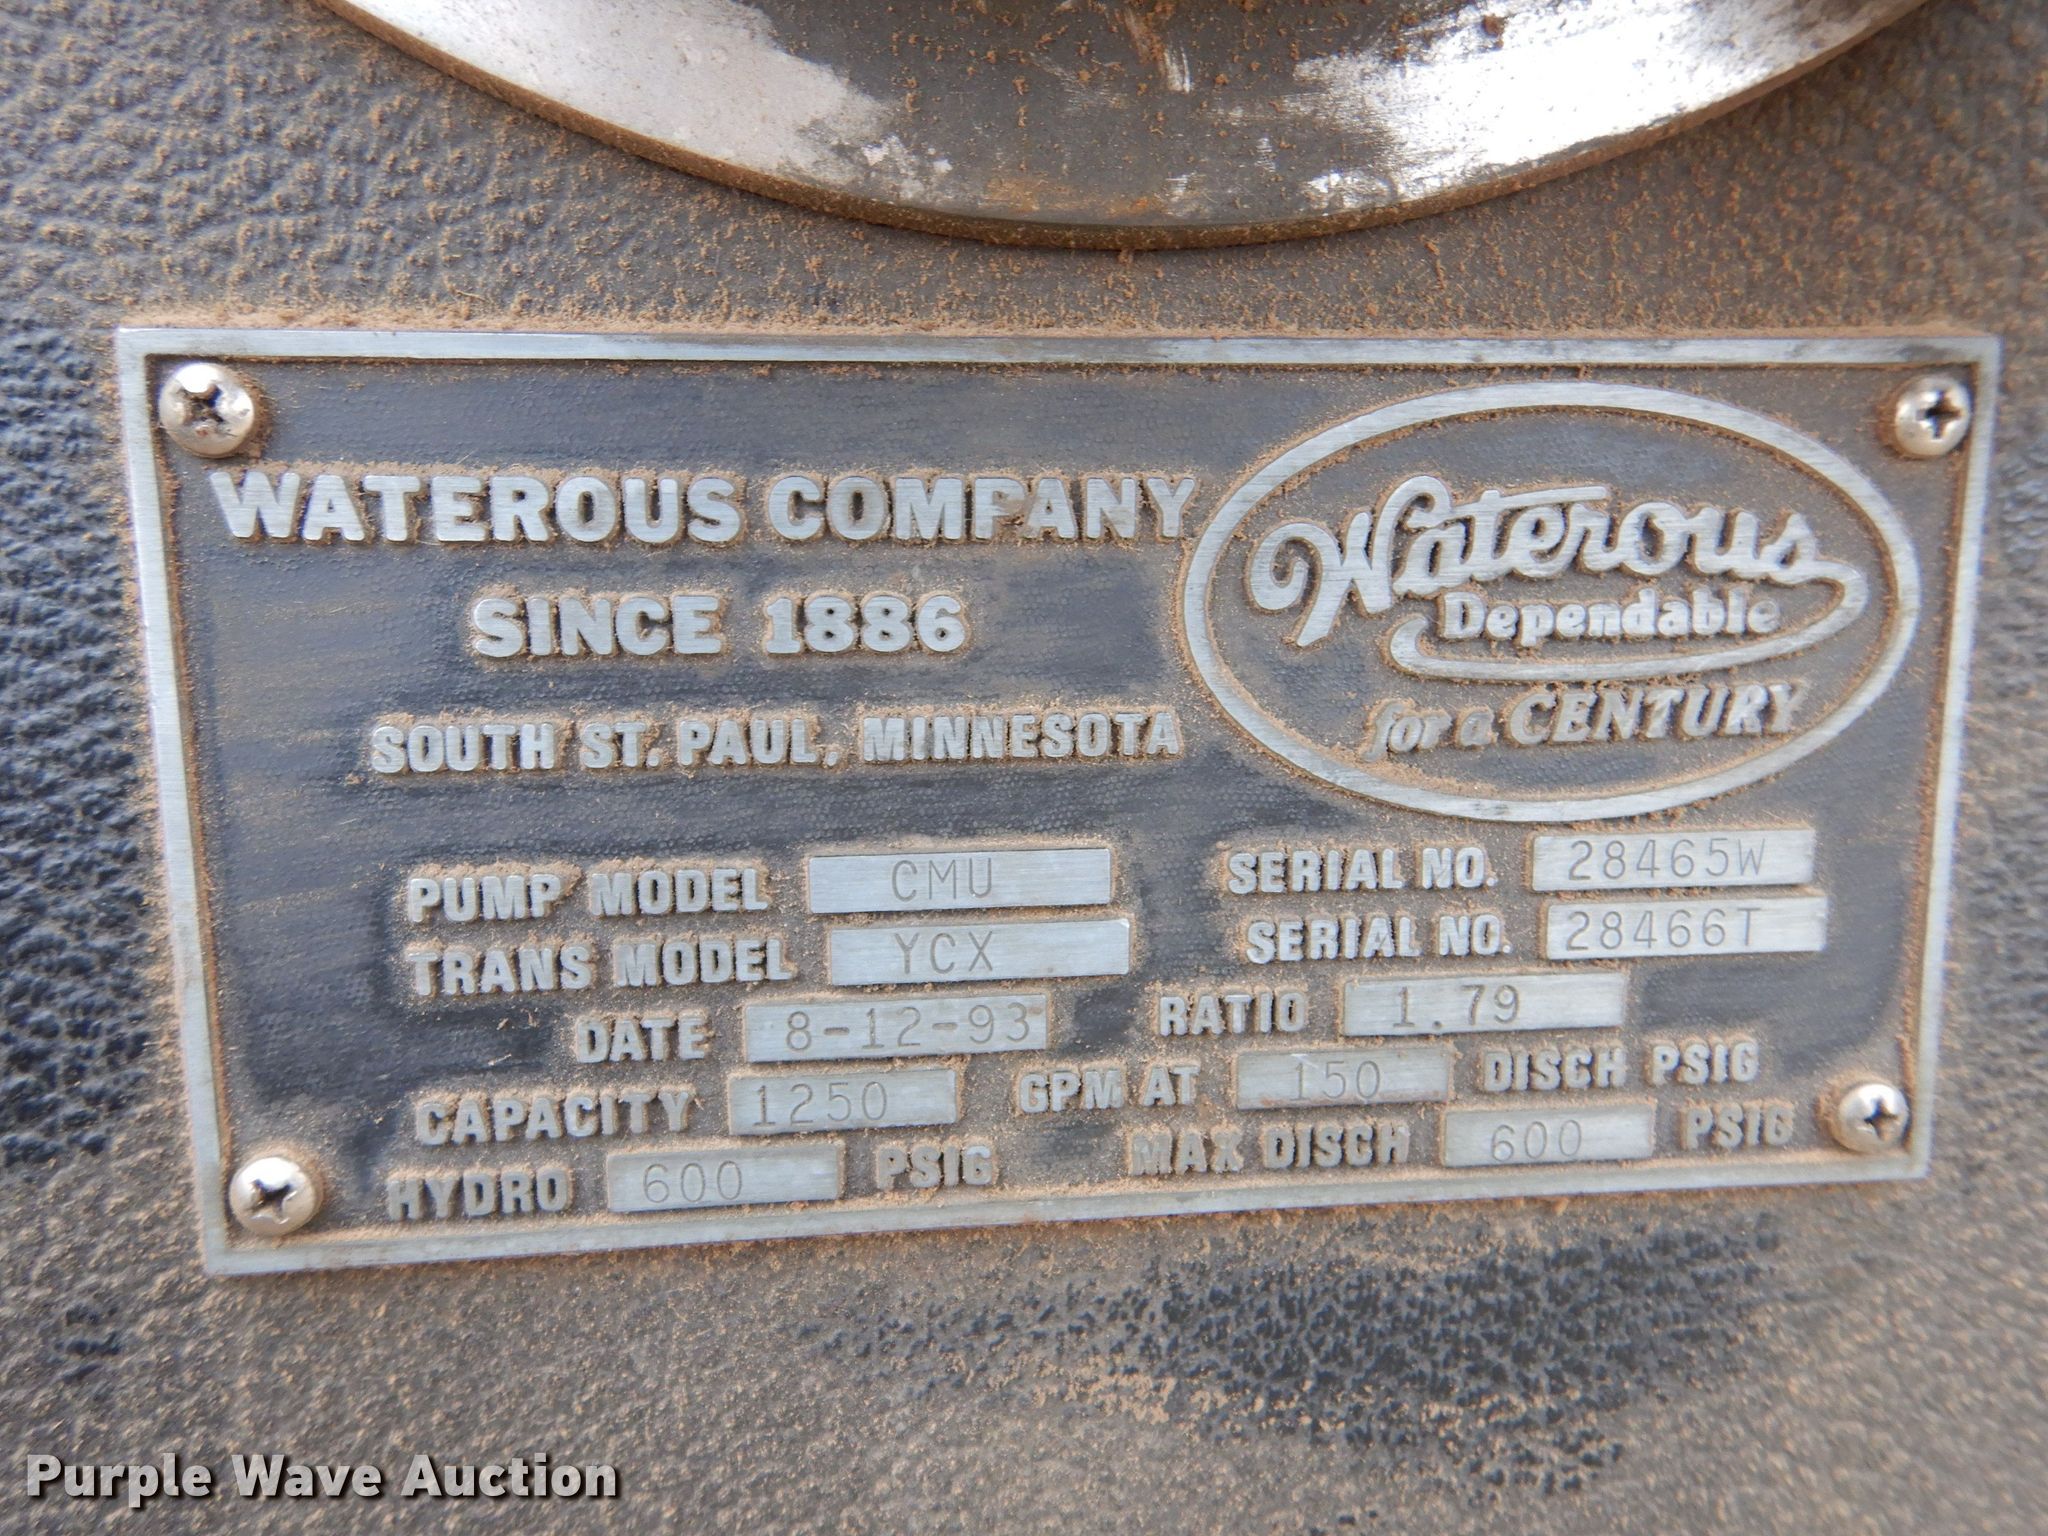 WATEROUS COMPANY
SINCE 1886
SOUTH ST. PAUL, MINNESOTA
Waterous
Dependable
for a CENTURY
PUMP MODEL CMU SERIAL NO. 28465W
TRANS MODEL YCX SERIAL NO. 28466T
DATE 8-12-93 RATIO 1.79
CAPACITY 1250 GPM AT 150 DISCH PSIG
HYDRO 600 PSIG MAX DISCH 600 PSIG
Purple Wave Auction